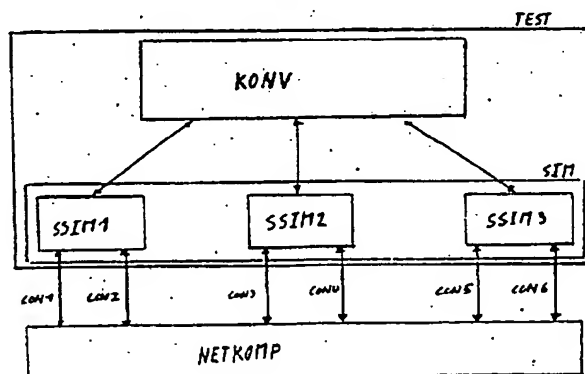 TEST
KONV
SIM
SSIM1 SSIM2 SSIM3
CON1 CON2 CON3 CON4 CON5 CON6
NETKOMP